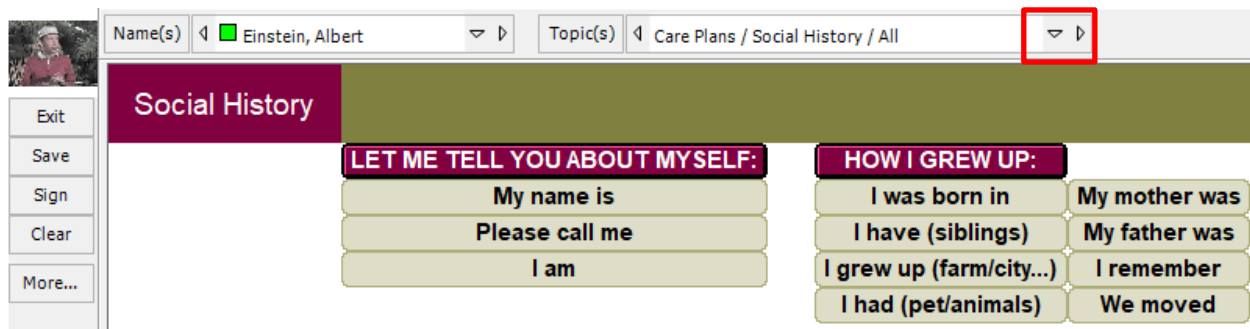 Name(s) Einstein, Albert Topic(s) Care Plans / Social History / All
Social History
Exit
Save
Sign
Clear
More...
LET ME TELL YOU ABOUT MYSELF:
My name is
Please call me
I am
HOW I GREW UP:
I was born in My mother was
I have (siblings) My father was
I grew up (farm/city...) I remember
I had (pet/animals) We moved